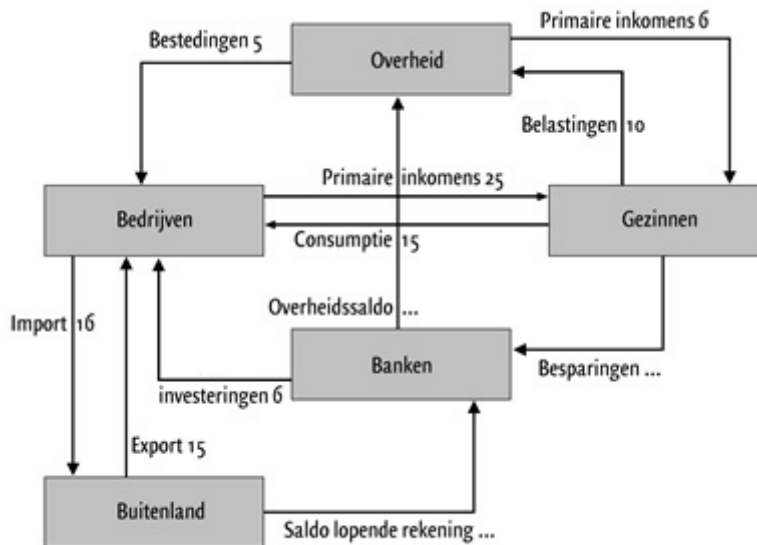 Primaire inkomens 6
Bestedingen 5
Overheid
Belastingen 10
Primaire inkomens 25
Bedrijven
Gezinnen
Consumptie 15
Overheidssaldo ...
Import 16
Banken
Besparingen ...
investeringen 6
Export 15
Buitenland
Saldo lopende rekening ...